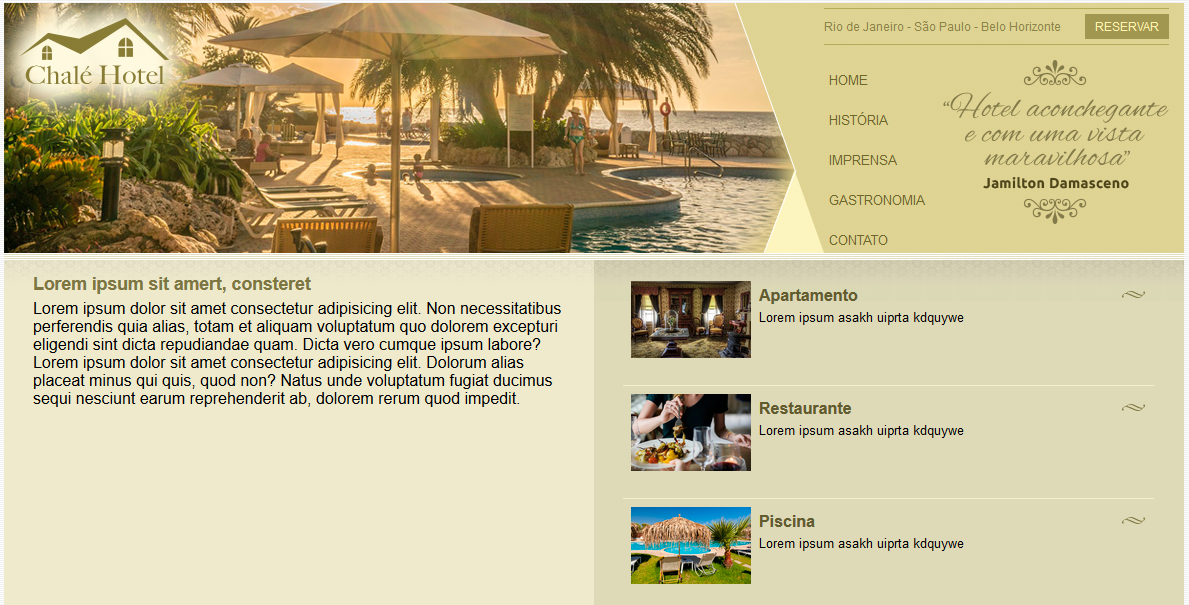 Chalé Hotel
Rio de Janeiro - São Paulo - Belo Horizonte
RESERVAR
HOME
HISTÓRIA
IMPRENSA
GASTRONOMIA
CONTATO
“Hotel aconchegante
e com uma vista
maravilhosa”
Jamilton Damasceno
Lorem ipsum sit amert, consteret
Lorem ipsum dolor sit amet consectetur adipisicing elit. Non necessitatibus
perferendis quia alias, totam et aliquam voluptatum quo dolorem excepturi
eligendi sint dicta repudiandae quam. Dicta vero cumque ipsum labore?
Lorem ipsum dolor sit amet consectetur adipisicing elit. Dolorum alias
placeat minus qui quis, quod non? Natus unde voluptatum fugiat ducimus
sequi nesciunt earum reprehenderit ab, dolorem rerum quod impedit.
Apartamento
Lorem ipsum asakh uiprta kdquywe
Restaurante
Lorem ipsum asakh uiprta kdquywe
Piscina
Lorem ipsum asakh uiprta kdquywe